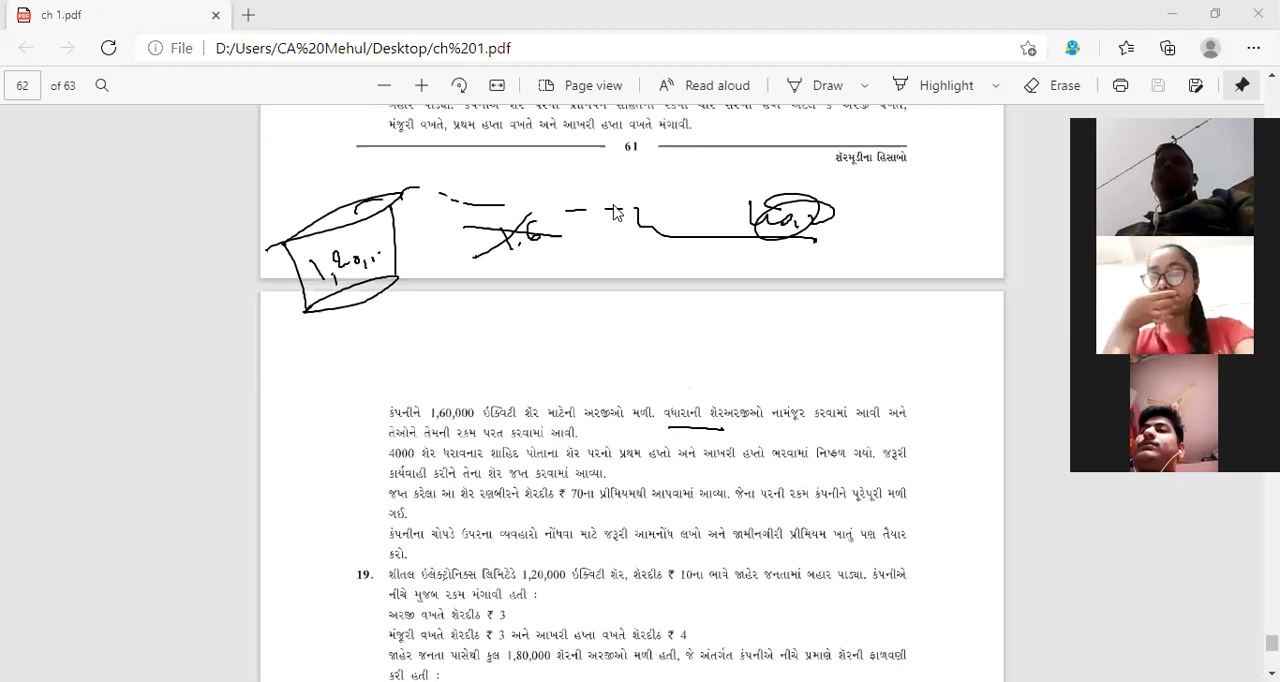 ch 1.pdf
File D:/Users/CA%20Mehul/Desktop/ch%201.pdf
62 of 63 Page view Read aloud Draw Highlight Erase
મંજૂરી વખતે, પ્રથમ હપ્તા વખતે અને આખરી હપ્તા વખતે મંગાવી.
61
શૅરમૂડીના હિસાબો
કંપનીને 1,60,000 ઇક્વિટી શૅર માટેની અરજીઓ મળી. વધારાની શૅરઅરજીઓ નામંજૂર કરવામાં આવી અને
તેઓને તેમની રકમ પરત કરવામાં આવી.
4000 શૅર ધરાવનાર શાહિદ પોતાના શૅર પરનો પ્રથમ હપ્તો અને આખરી હપ્તો ભરવામાં નિષ્ફળ ગયો. જરૂરી
કાર્યવાહી કરીને તેના શૅર જપ્ત કરવામાં આવ્યા.
જપ્ત કરેલા આ શૅર રણબીરને શૅરદીઠ ₹ 70ના પ્રીમિયમથી આપવામાં આવ્યા. જેના પરની રકમ કંપનીને પૂરેપૂરી મળી
ગઈ.
કંપનીના ચોપડે ઉપરના વ્યવહારો નોંધવા માટે જરૂરી આમનોંધ લખો અને જામીનગીરી પ્રીમિયમ ખાતું પણ તૈયાર
કરો.
19. શીતલ ઇલેક્ટ્રોનિક્સ લિમિટેડે 1,20,000 ઇક્વિટી શૅર, શૅરદીઠ ₹ 10ના ભાવે જાહેર જનતામાં બહાર પાડ્યા. કંપનીએ
નીચે મુજબ રકમ મંગાવી હતી :
અરજી વખતે શૅરદીઠ ₹ 3
મંજૂરી વખતે શૅરદીઠ ₹ 3 અને આખરી હપ્તા વખતે શૅરદીઠ ₹ 4
જાહેર જનતા પાસેથી કુલ 1,80,000 શૅરની અરજીઓ મળી હતી, જે અંતર્ગત કંપનીએ નીચે પ્રમાણે શૅરની ફાળવણી
કરી હતી :